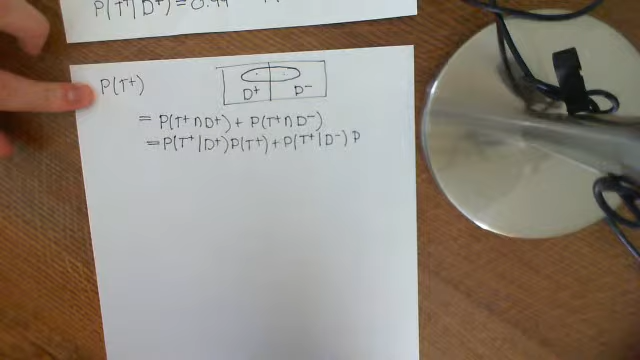 P(T⁺|D⁺) = 0.99
P(T⁺)
D⁺ D⁻
= P(T⁺∩D⁺) + P(T⁺∩D⁻)
= P(T⁺|D⁺)P(T⁺) + P(T⁺|D⁻) P